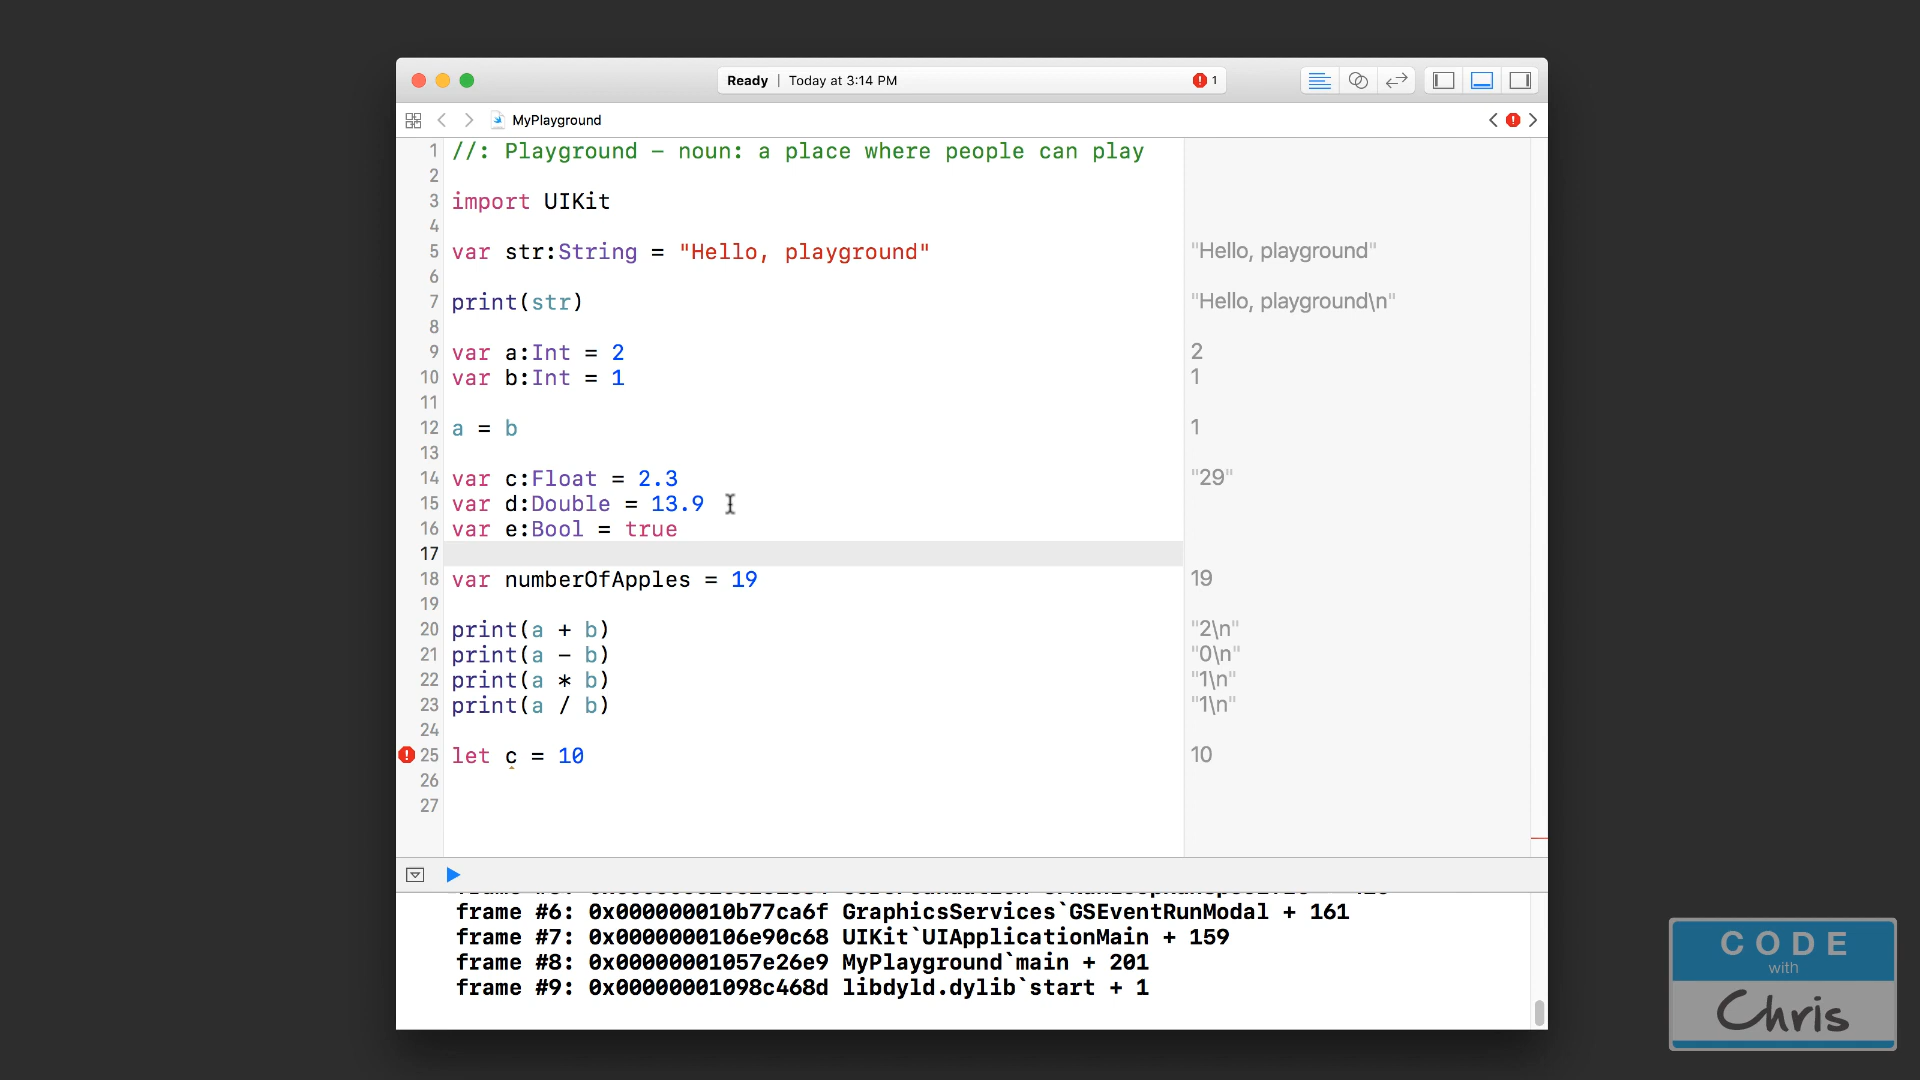 Ready | Today at 3:14 PM 1
MyPlayground
1 //: Playground – noun: a place where people can play
2
3 import UIKit
4
5 var str:String = "Hello, playground" "Hello, playground"
6
7 print(str) "Hello, playground\n"
8
9 var a:Int = 2 2
10 var b:Int = 1 1
11
12 a = b 1
13
14 var c:Float = 2.3 "29"
15 var d:Double = 13.9
16 var e:Bool = true
17
18 var numberOfApples = 19 19
19
20 print(a + b) "2\n"
21 print(a - b) "0\n"
22 print(a * b) "1\n"
23 print(a / b) "1\n"
24
25 let c = 10 10
26
27
frame #6: 0x000000010b77ca6f GraphicsServices`GSEventRunModal + 161
frame #7: 0x0000000106e90c68 UIKit`UIApplicationMain + 159
frame #8: 0x00000001057e26e9 MyPlayground`main + 201
frame #9: 0x00000001098c468d libdyld.dylib`start + 1
CODE
with
Chris